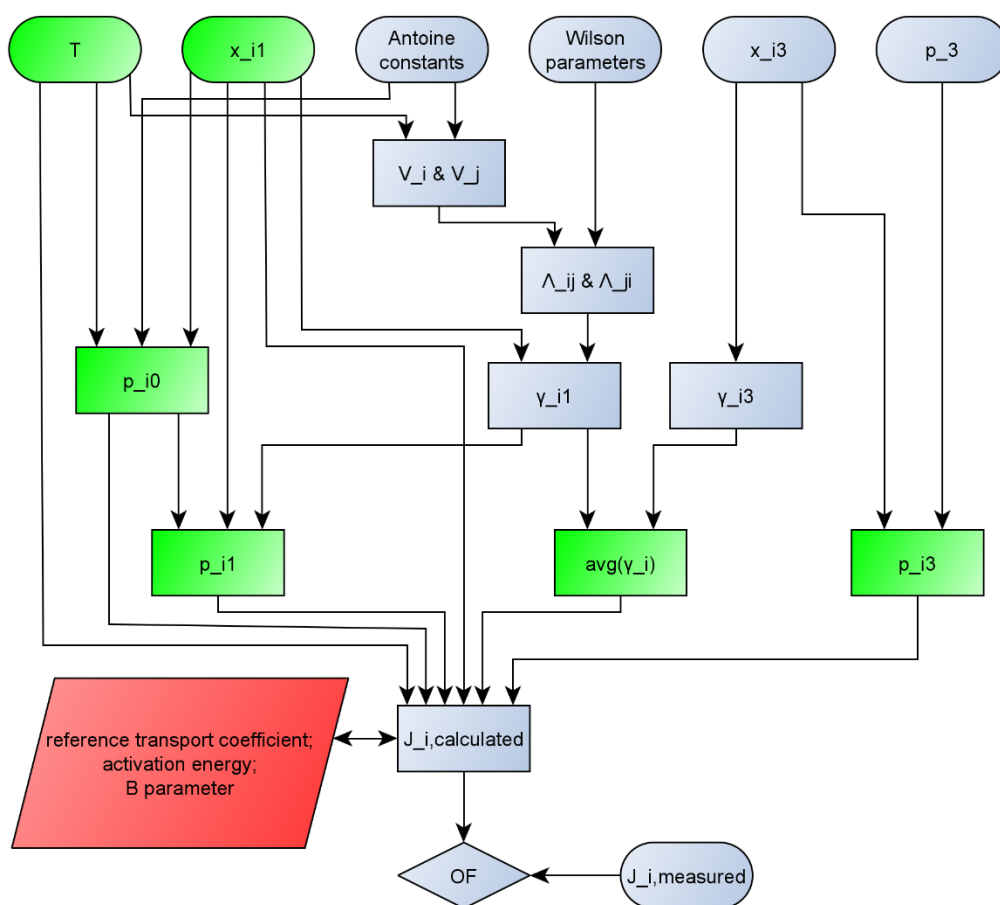 T
x_i1
Antoine
constants
Wilson
parameters
x_i3
p_3
V_i & V_j
Λ_ij & Λ_ji
p_i0
γ_i1
γ_i3
p_i1
avg(γ_i)
p_i3
reference transport coefficient;
activation energy;
B parameter
J_i,calculated
OF
J_i,measured